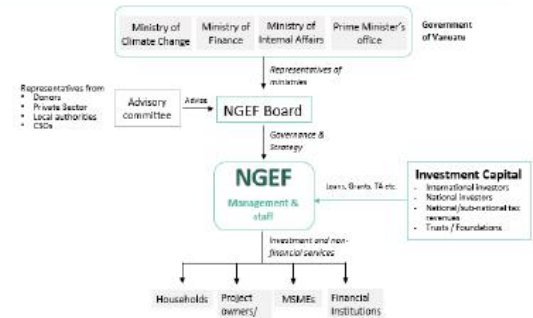 Ministry of
Climate Change
Ministry of
Finance
Ministry of
Internal Affairs
Prime Minister's
office
Government
of Vanuatu
Representatives of
ministries
Representatives from
• Donors
• Private Sector
• Local authorities
• CSOs
Advisory
committee
Advise
NGEF Board
Governance &
Strategy
NGEF
Management &
staff
Loans, Grants, TA etc.
Investment Capital
- International investors
- National investors
- National/sub-national tax
revenues
- Trusts / Foundations
Investment and non-
financial services
Households
Project
owners/
MSMEs
Financial
Institutions